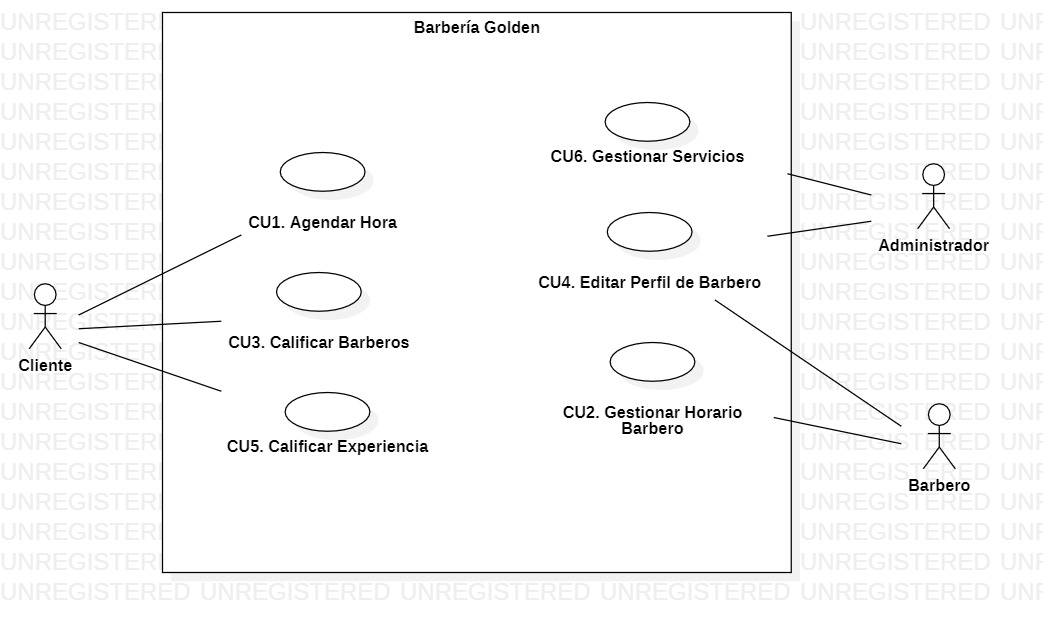 Barbería Golden
CU6. Gestionar Servicios
CU1. Agendar Hora
Administrador
CU4. Editar Perfil de Barbero
CU3. Calificar Barberos
Cliente
CU2. Gestionar Horario
Barbero
CU5. Calificar Experiencia
Barbero
UNREGISTERED UNREGISTERED UNREGISTERED UNREGISTERED UNREGISTERED UNR